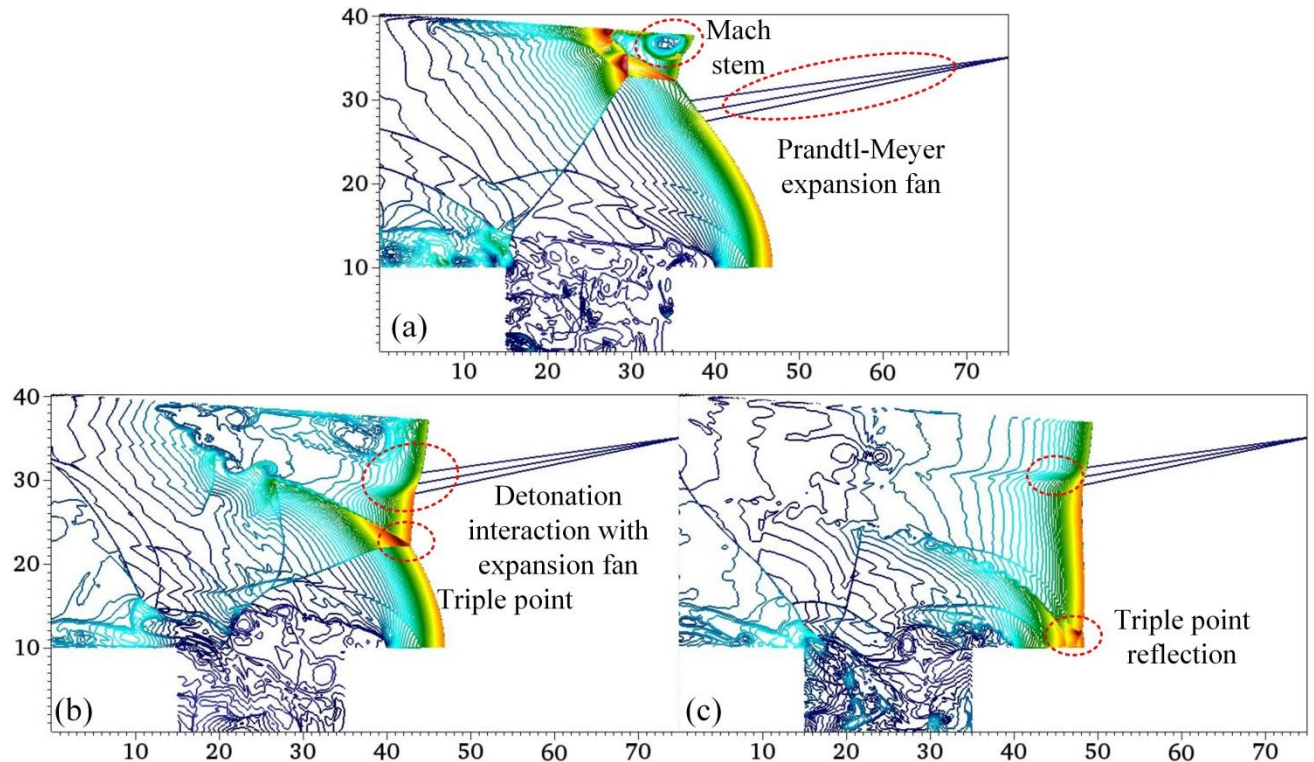 40
30
20
10
10 20 30 40 50 60 70
Mach
stem
Prandtl-Meyer
expansion fan
(a)
40
30
20
10
10 20 30 40 50 60 70
Detonation
interaction with
expansion fan
Triple point
(b)
10 20 30 40 50 60 70
Triple point
reflection
(c)